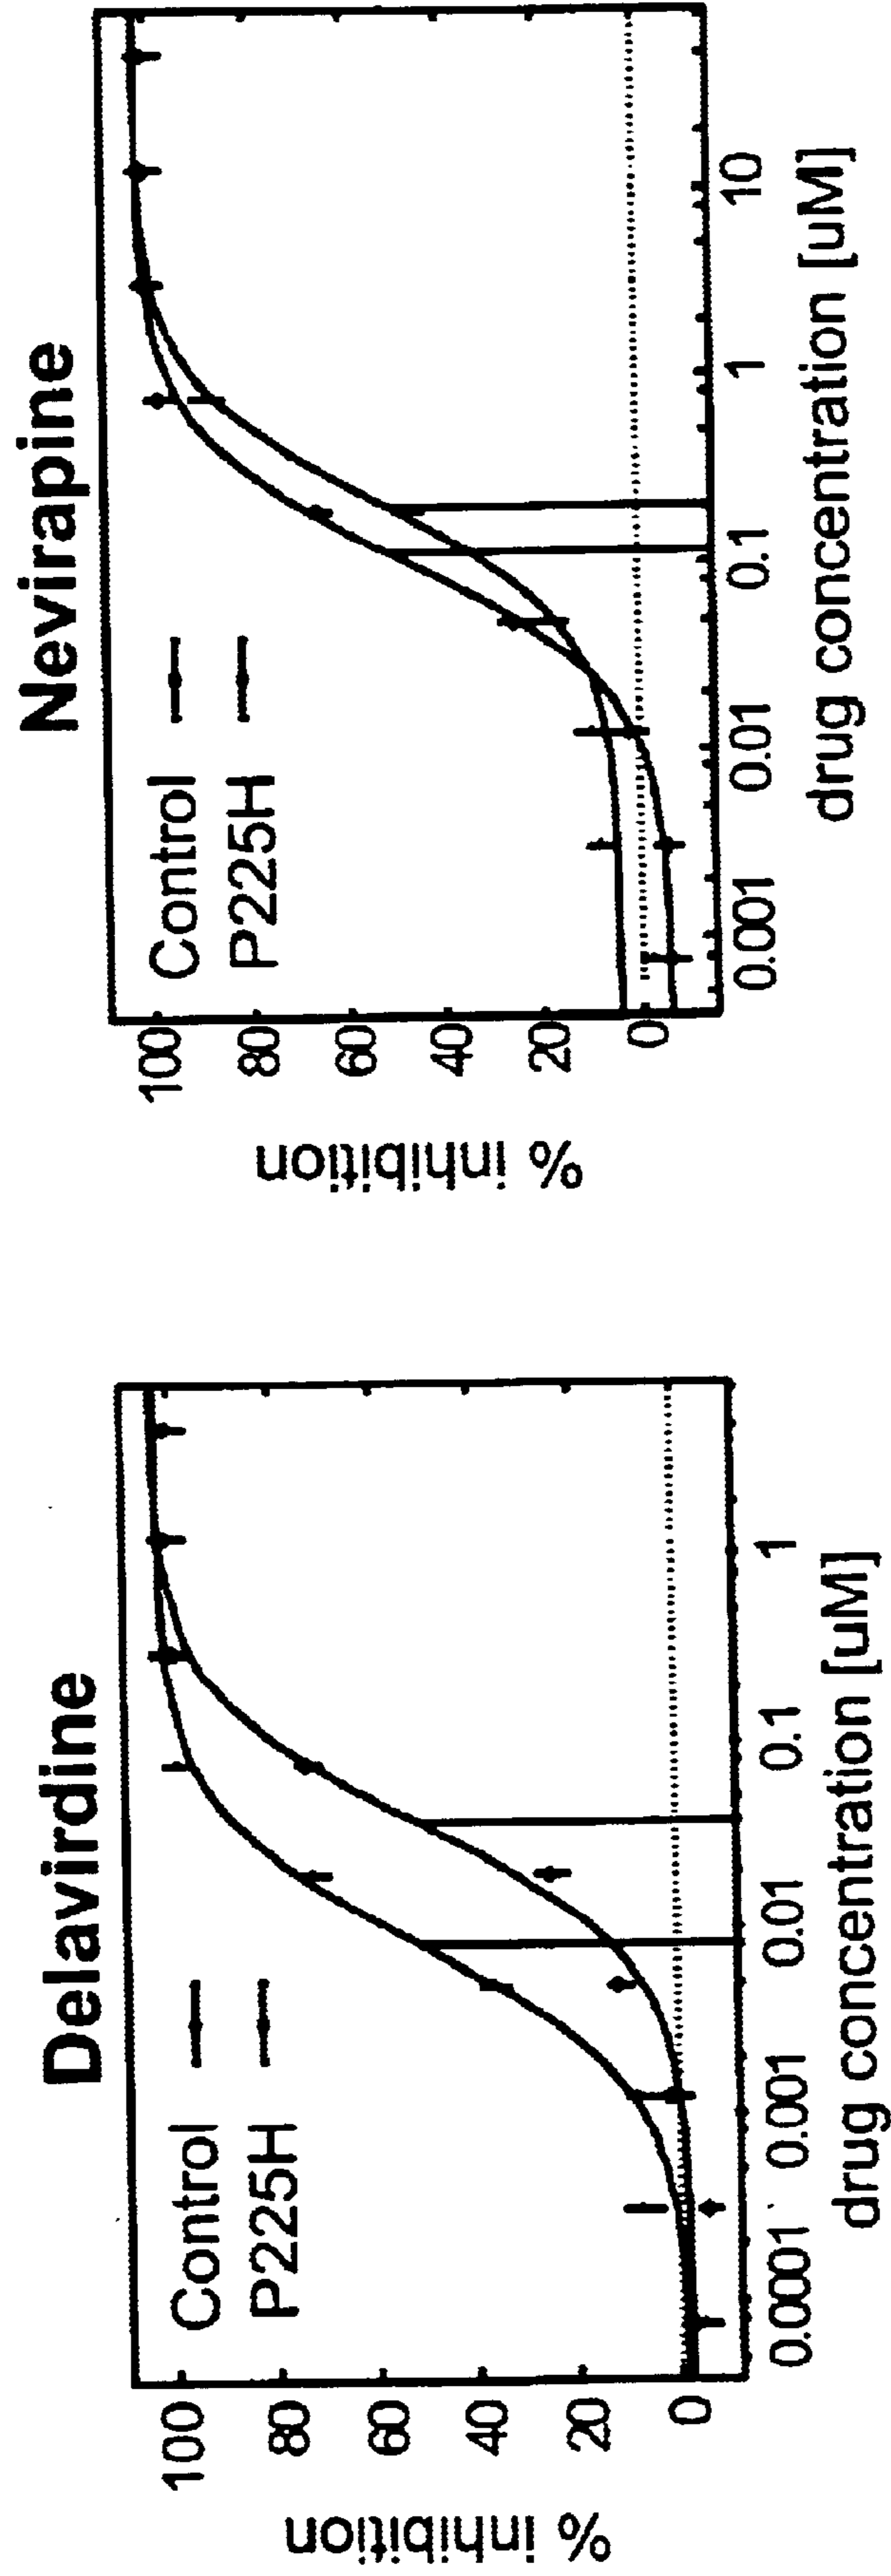 Delavirdine
Control
P225H
% inhibition
100
80
60
40
20
0
0.0001 0.001 0.01 0.1 1
drug concentration [uM]
Nevirapine
Control
P225H
% inhibition
100
80
60
40
20
0
0.001 0.01 0.1 1 10
drug concentration [uM]